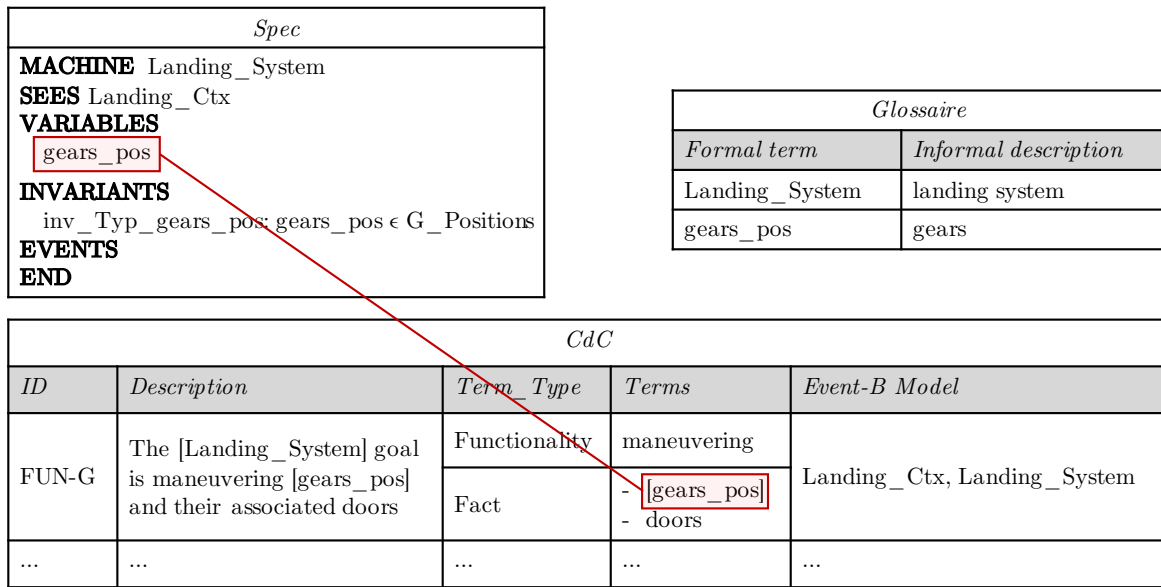 Spec
MACHINE Landing_System
SEES Landing_Ctx
VARIABLES
gears_pos
INVARIANTS
inv_Typ_gears_pos: gears_pos ϵ G_Positions
EVENTS
END
Glossaire
Formal term Informal description
Landing_System landing system
gears_pos gears
CdC
ID Description Term_Type Terms Event-B Model
FUN-G
The [Landing_System] goal
is maneuvering [gears_pos]
and their associated doors
Functionality maneuvering
Fact
- [gears_pos]
- doors
Landing_Ctx, Landing_System
... ... ... ... ...